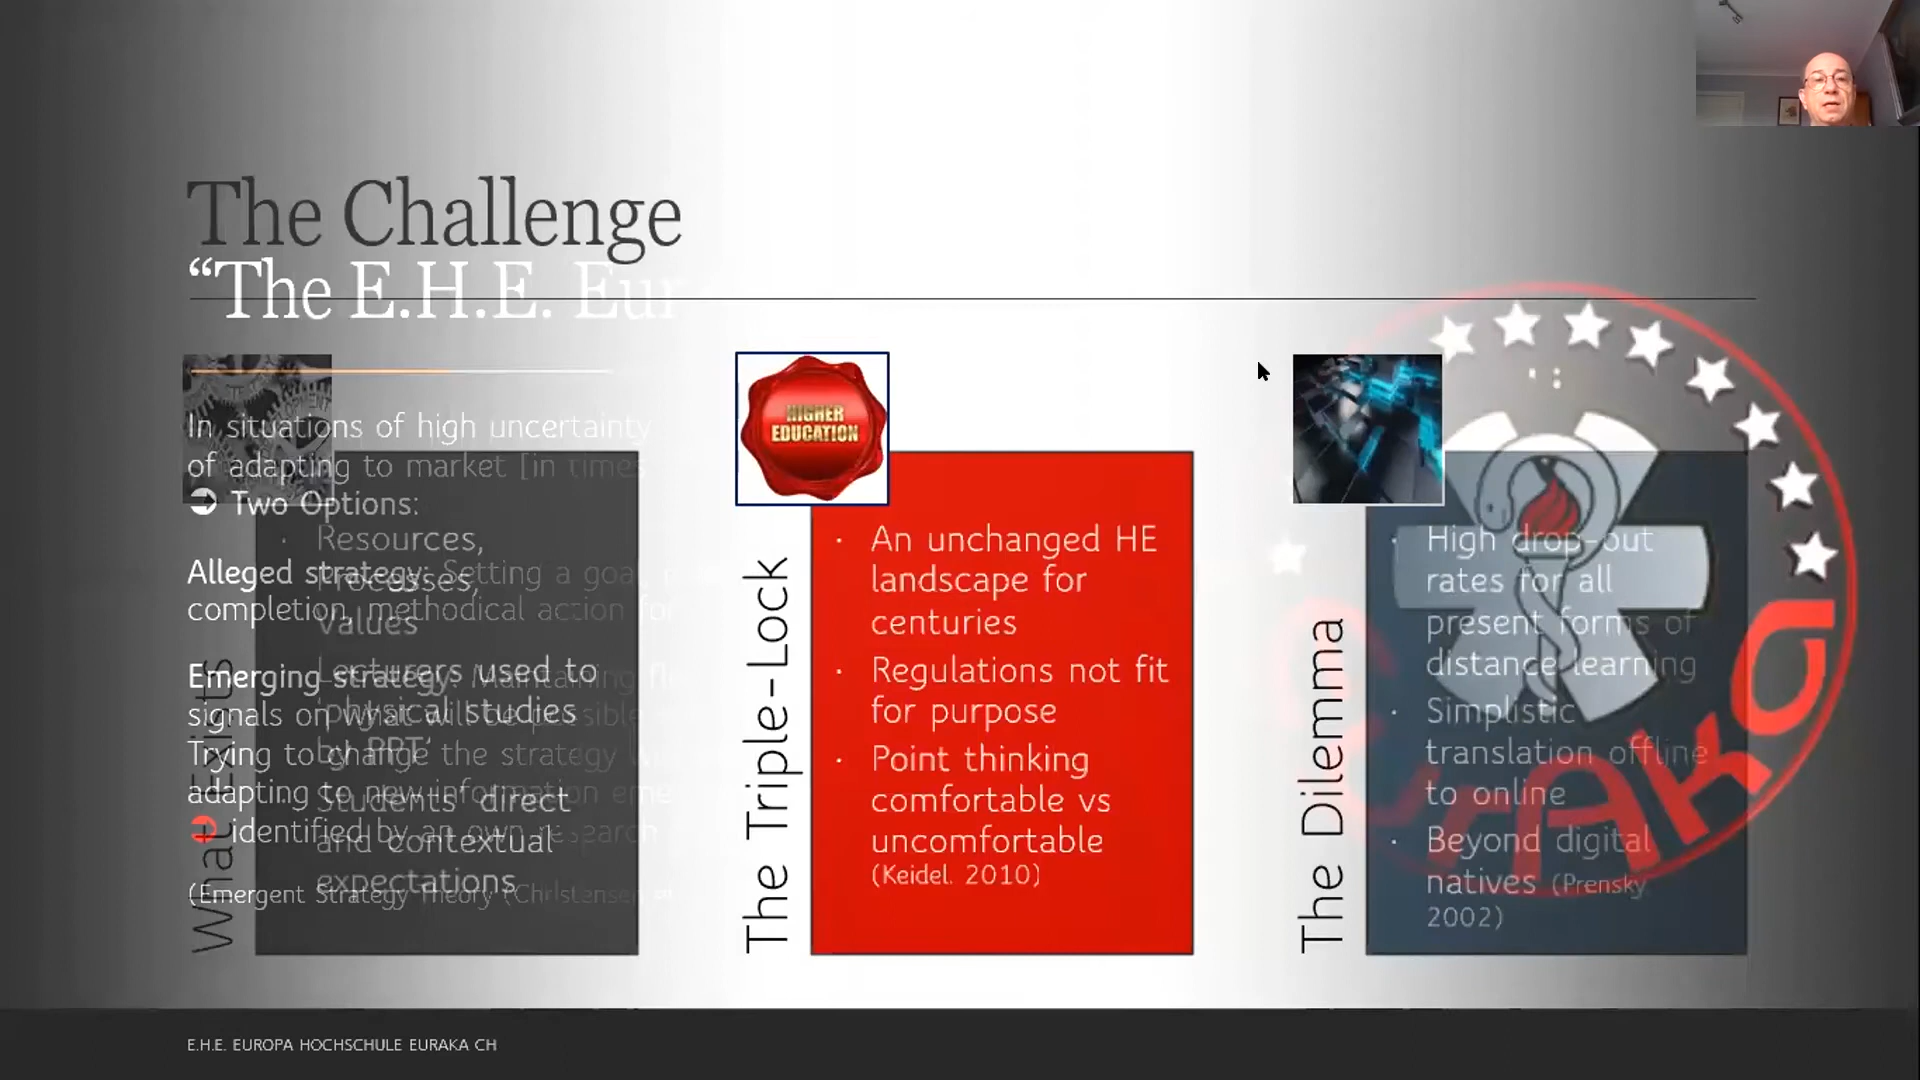 The Challenge
“The E.H.E. Eur
In situations of high uncertainty
of adapting to market [in times
Two Options:
Alleged strategy: Setting a goal
completion, methodical action for
Emerging strategy: Maintaining
signals on what will be possible
Trying to change the strategy
adapting to new information
identified by an own research
(Emergent Strategy Theory (Christensen
What Exists
· Resources,
Processes,
Values
Lecturers used to
‘physical studies
by PPT’
· Students’ direct
and contextual
expectations
HIGHER
EDUCATION
The Triple-Lock
· An unchanged HE
landscape for
centuries
· Regulations not fit
for purpose
· Point thinking
comfortable vs
uncomfortable
(Keidel. 2010)
The Dilemma
· High drop-out
rates for all
present forms of
distance learning
· Simplistic
translation offline
to online
· Beyond digital
natives (Prensky.
2002)
E.H.E. EUROPA HOCHSCHULE EURAKA CH